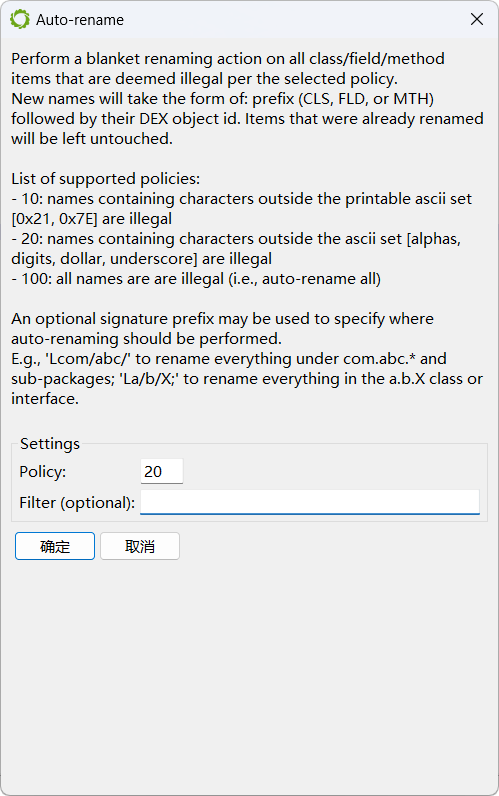 Auto-rename
Perform a blanket renaming action on all class/field/method
items that are deemed illegal per the selected policy.
New names will take the form of: prefix (CLS, FLD, or MTH)
followed by their DEX object id. Items that were already renamed
will be left untouched.
List of supported policies:
- 10: names containing characters outside the printable ascii set
[0x21, 0x7E] are illegal
- 20: names containing characters outside the ascii set [alphas,
digits, dollar, underscore] are illegal
- 100: all names are are illegal (i.e., auto-rename all)
An optional signature prefix may be used to specify where
auto-renaming should be performed.
E.g., 'Lcom/abc/' to rename everything under com.abc.* and
sub-packages; 'La/b/X;' to rename everything in the a.b.X class or
interface.
Settings
Policy: 20
Filter (optional):
确定 取消